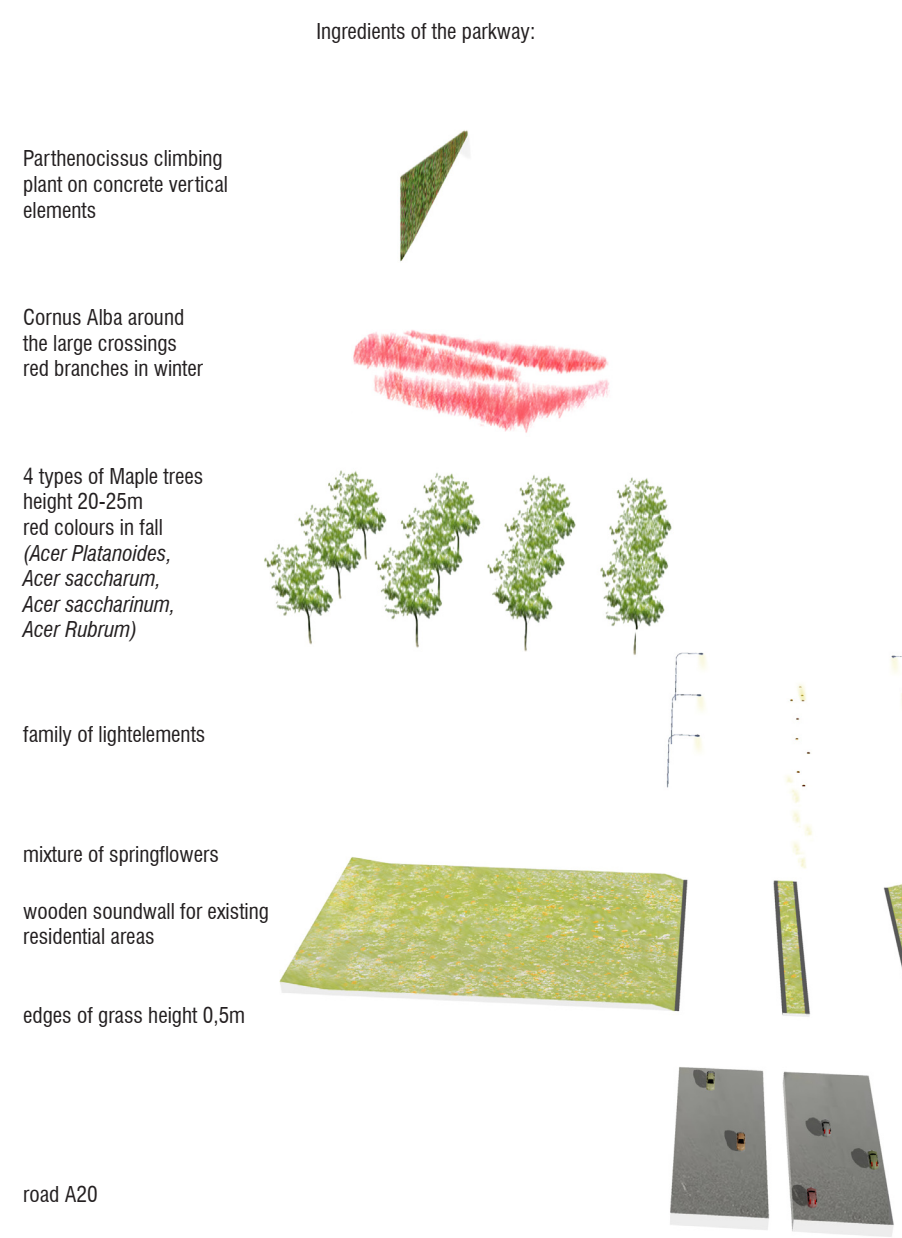 Ingredients of the parkway:
Parthenocissus climbing
plant on concrete vertical
elements
Cornus Alba around
the large crossings
red branches in winter
4 types of Maple trees
height 20-25m
red colours in fall
(Acer Platanoides,
Acer saccharum,
Acer saccharinum,
Acer Rubrum)
family of lightelements
mixture of springflowers
wooden soundwall for existing
residential areas
edges of grass height 0,5m
road A20